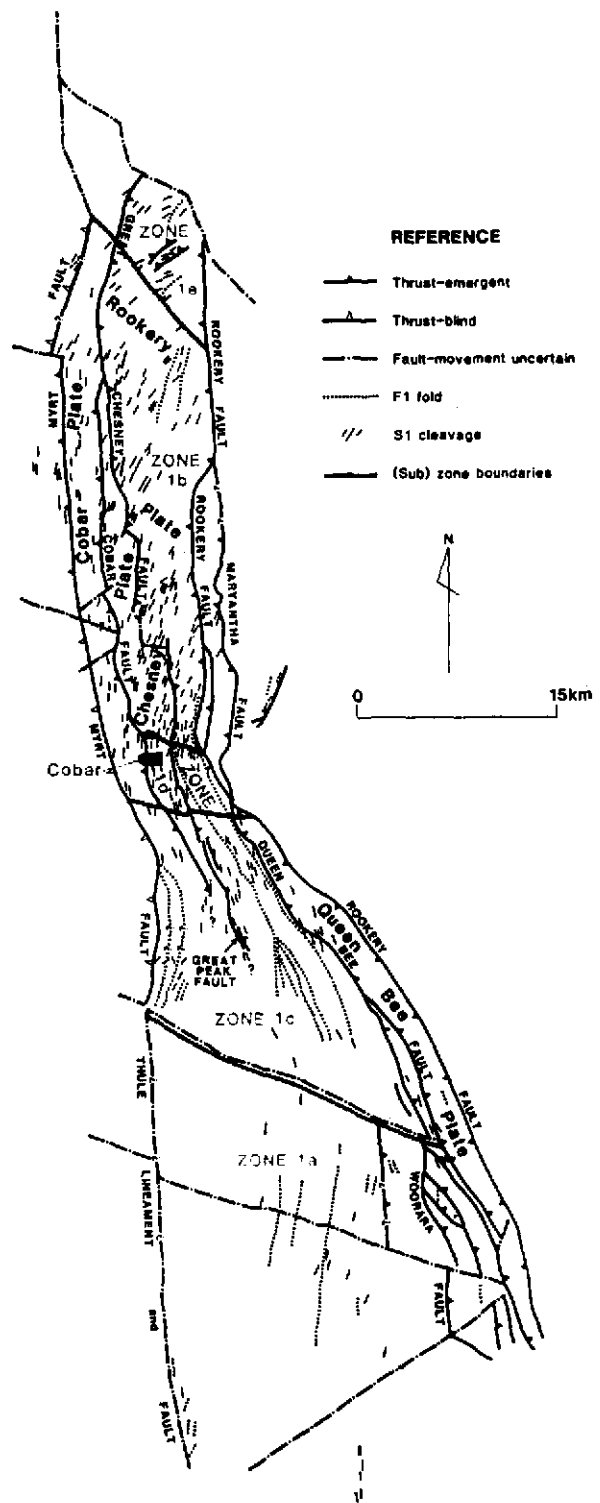 REFERENCE
Thrust-emergent
Thrust-blind
Fault-movement uncertain
F1 fold
S1 cleavage
(Sub) zone boundaries
N
0 15km
ZONE
1e
GREAT
FAULT
Rookery
ROOKERY
FAULT
MYRT
Plate
CHESNEY
ZONE
1b
Plate
ROOKERY
FAULT
MARYANTHA
FAULT
Cobar
COBAR
Plate
FAULT
FAULT
Chesney
MYRT
Cobar
1d
ZONE
FAULT
QUEEN
BEE
FAULT
Queen
Bee
Plate
ROOKERY
FAULT
GREAT
PEAK
FAULT
ZONE 1c
THULE
LINEAMENT
and
FAULT
ZONE 1a
WOORARA
FAULT